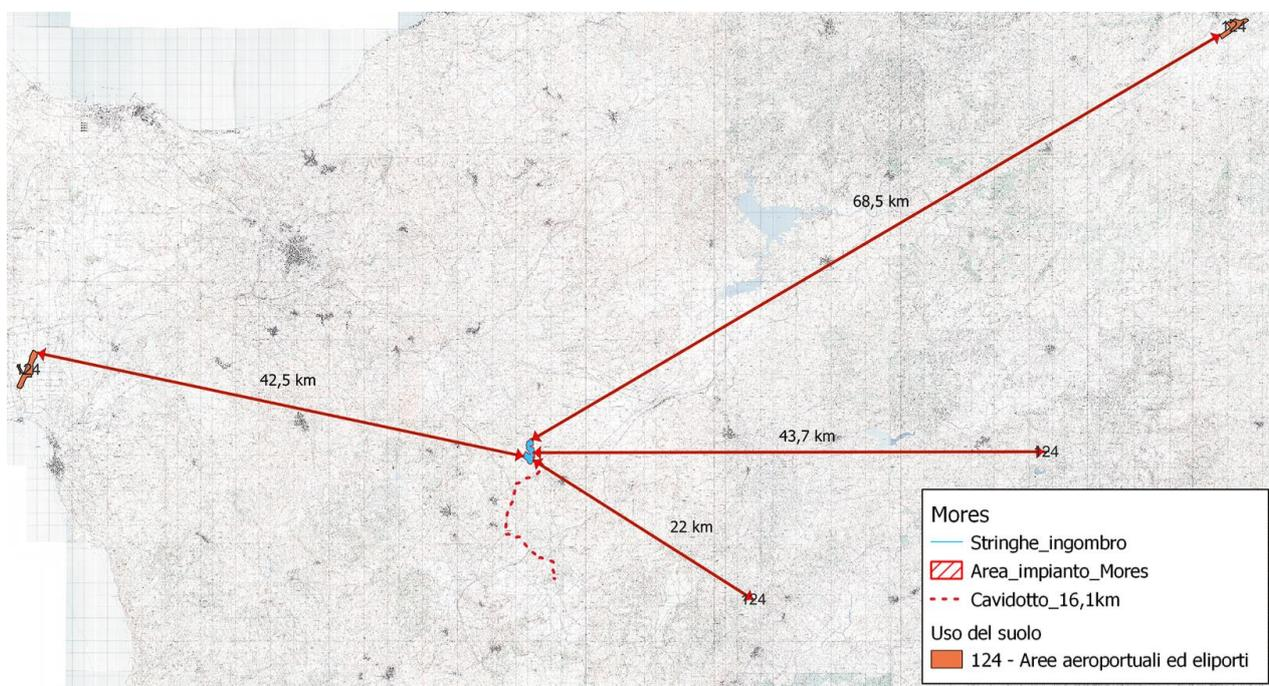 124
68,5 km
124
42,5 km
43,7 km
124
22 km
124
Mores
Stringhe_ingombro
Area_impianto_Mores
Cavidotto_16,1km
Uso del suolo
124 - Aree aeroportuali ed eliporti